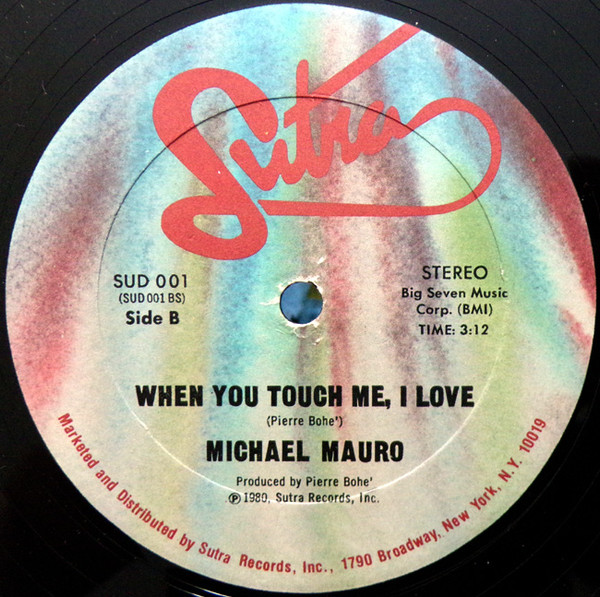 Sutra
SUD 001
(SUD 001 BS)
Side B
STEREO
Big Seven Music
Corp. (BMI)
TIME: 3:12
WHEN YOU TOUCH ME, I LOVE
(Pierre Bohe')
MICHAEL MAURO
Produced by Pierre Bohe'
℗ 1980, Sutra Records, Inc.
Marketed and Distributed by Sutra Records, Inc., 1790 Broadway, New York, N.Y. 10019